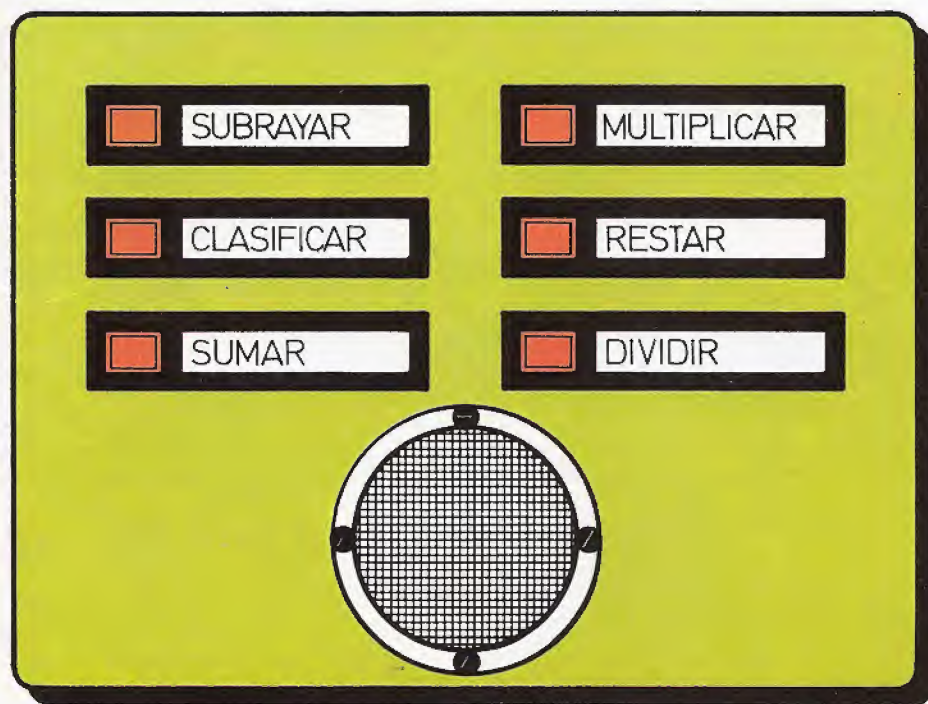 SUBRAYAR
MULTIPLICAR
CLASIFICAR
RESTAR
SUMAR
DIVIDIR